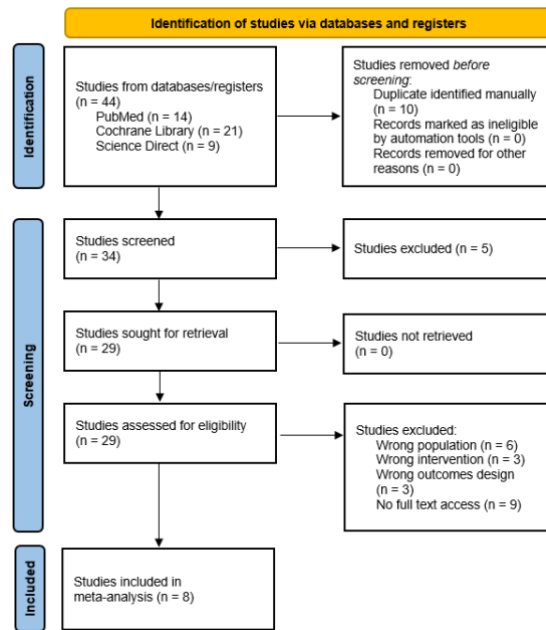 Identification of studies via databases and registers
Identification
Studies from databases/registers
(n = 44)
PubMed (n = 14)
Cochrane Library (n = 21)
Science Direct (n = 9)
Studies removed before
screening:
Duplicate identified manually
(n = 10)
Records marked as ineligible
by automation tools (n = 0)
Records removed for other
reasons (n = 0)
Screening
Studies screened
(n = 34)
Studies excluded (n = 5)
Studies sought for retrieval
(n = 29)
Studies not retrieved
(n = 0)
Studies assessed for eligibility
(n = 29)
Studies excluded:
Wrong population (n = 6)
Wrong intervention (n = 3)
Wrong outcomes design
(n = 3)
No full text access (n = 9)
Included
Studies included in
meta-analysis (n = 8)